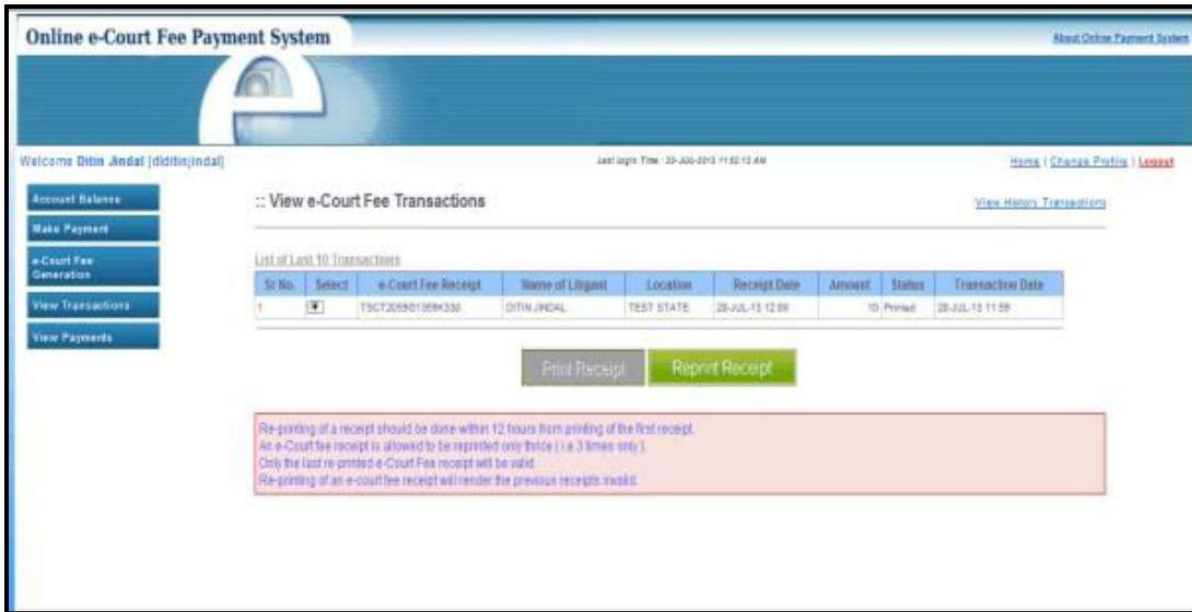 Online e-Court Fee Payment System
About Online Payment System
Welcome Ditin Jindal [diditinjindal]
Last login Time :
Home | Change Profile | Logout
Account Balance
Make Payment
e-Court Fee
Generation
View Transactions
View Payments
:: View e-Court Fee Transactions
View History Transactions
List of Last 10 Transactions
Sr No. Select e-Court Fee Receipt Name of Litigant Location Receipt Date Amount Status Transaction Date
1 DITIN JINDAL TEST STATE 10 Printed
Print Receipt Reprint Receipt
Re-printing of a receipt should be done within 12 hours from printing of the first receipt.
An e-Court fee receipt is allowed to be reprinted only thrice ( i.e 3 times only ).
Only the last re-printed e-Court Fee receipt will be valid.
Re-printing of an e-court fee receipt will render the previous receipts invalid.